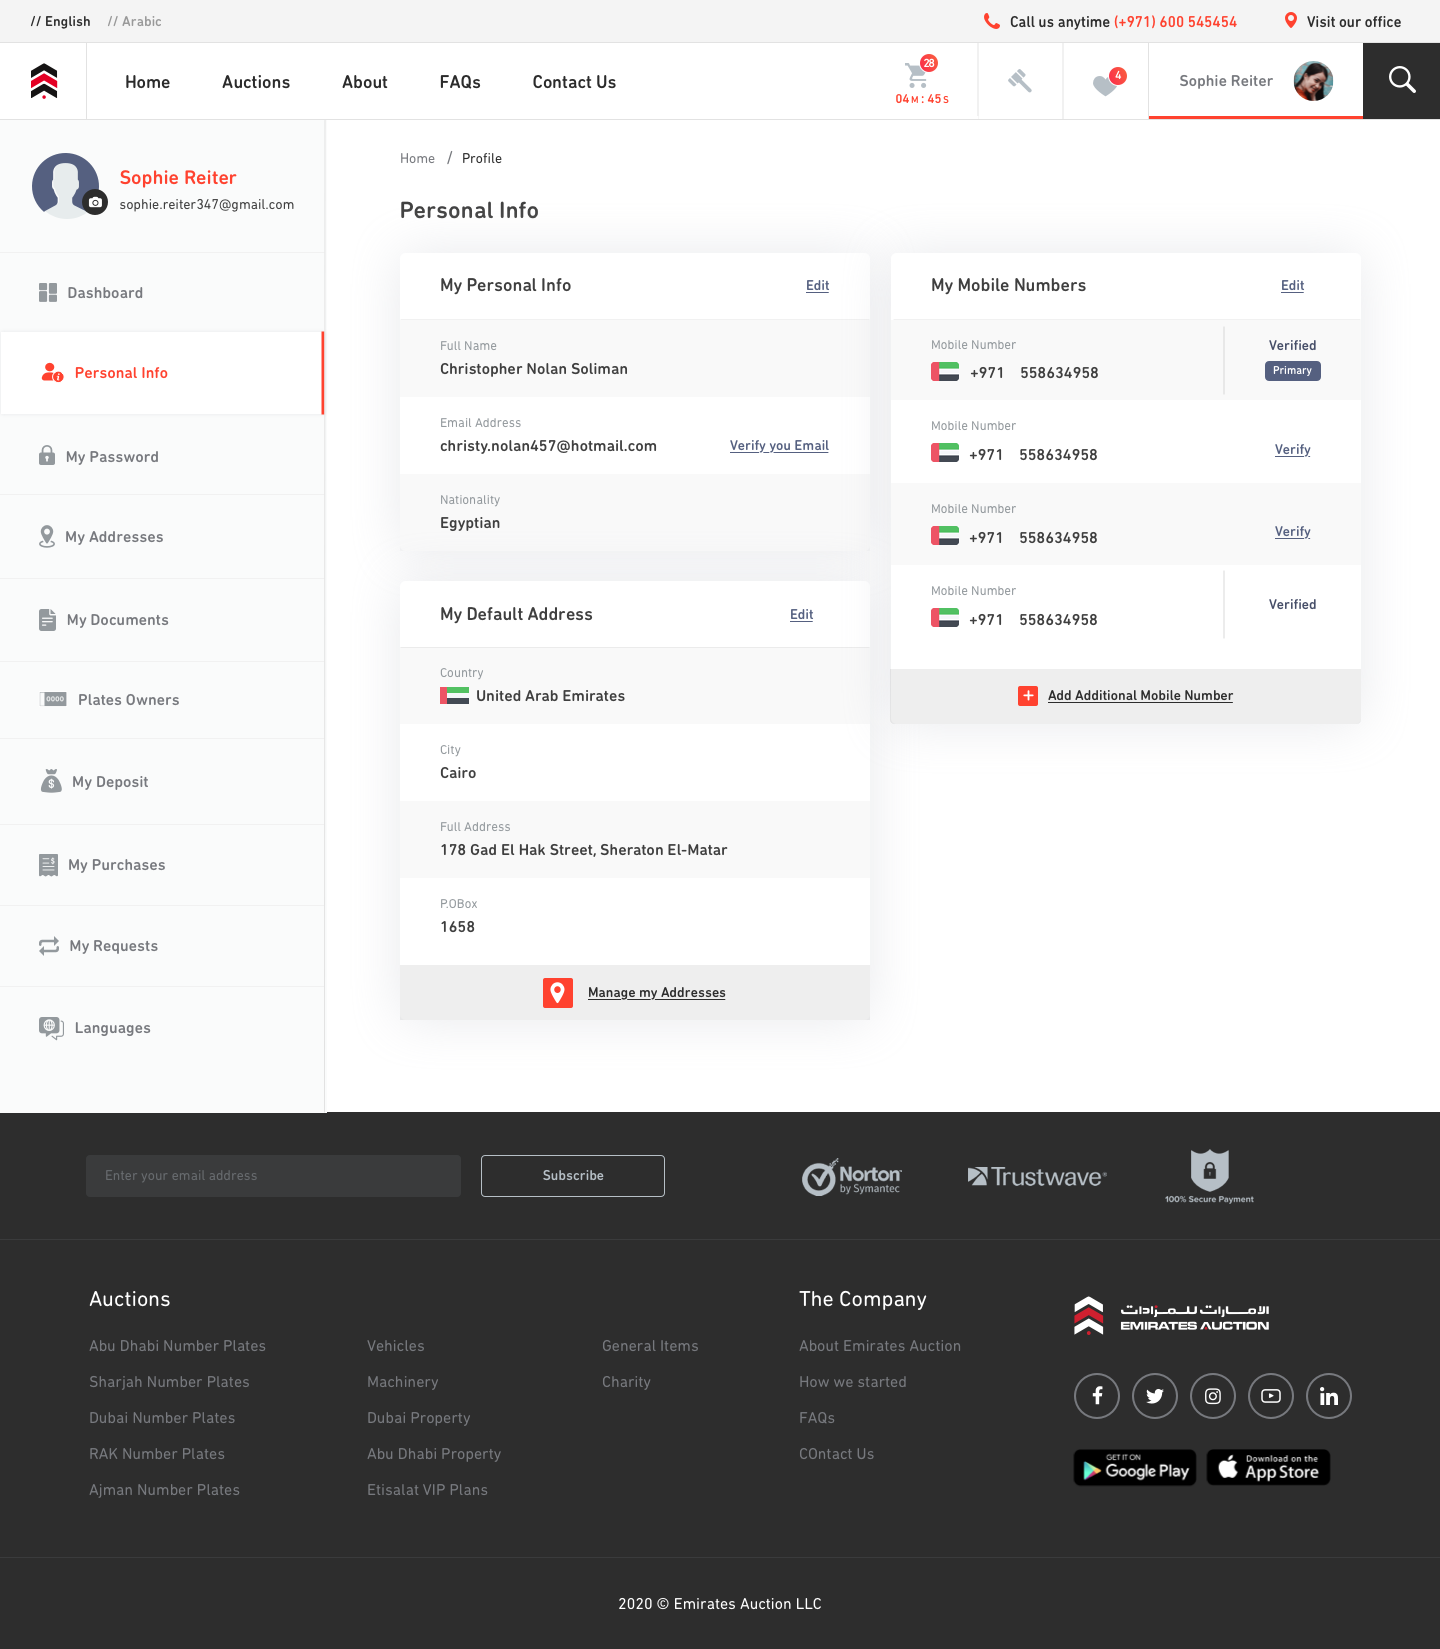 // English // Arabic
Call us anytime (+971) 600 545454
Visit our office
Home Auctions About FAQs Contact Us
28
04M : 45S
4
Sophie Reiter
Sophie Reiter
sophie.reiter347@gmail.com
Dashboard
Personal Info
My Password
My Addresses
My Documents
0000 Plates Owners
My Deposit
My Purchases
My Requests
Languages
Home / Profile
Personal Info
My Personal Info Edit
Full Name
Christopher Nolan Soliman
Email Address
christy.nolan457@hotmail.com Verify you Email
Nationality
Egyptian
My Default Address Edit
Country
United Arab Emirates
City
Cairo
Full Address
178 Gad El Hak Street, Sheraton El-Matar
P.OBox
1658
Manage my Addresses
My Mobile Numbers Edit
Mobile Number
+971 558634958
Verified
Primary
Mobile Number
+971 558634958
Verify
Mobile Number
+971 558634958
Verify
Mobile Number
+971 558634958
Verified
Add Additional Mobile Number
Enter your email address Subscribe
Norton
by Symantec
Trustwave®
100% Secure Payment
Auctions
Abu Dhabi Number Plates
Sharjah Number Plates
Dubai Number Plates
RAK Number Plates
Ajman Number Plates
Vehicles
Machinery
Dubai Property
Abu Dhabi Property
Etisalat VIP Plans
General Items
Charity
The Company
About Emirates Auction
How we started
FAQs
COntact Us
الإمارات للمزادات
EMIRATES AUCTION
GET IT ON
Google Play
Download on the
App Store
2020 © Emirates Auction LLC